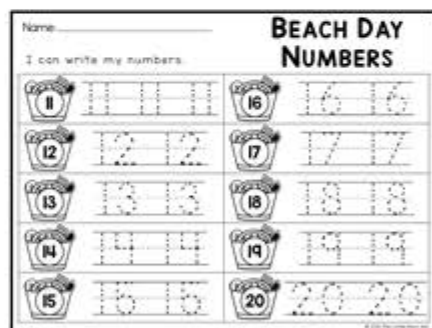 Name
BEACH DAY
NUMBERS
I can write my numbers.
11 11 11 11
16 16 16
12 12 12
17 17 17
13 13 13
18 18 18
14 14 14
19 19 19
15 15 15
20 20 20